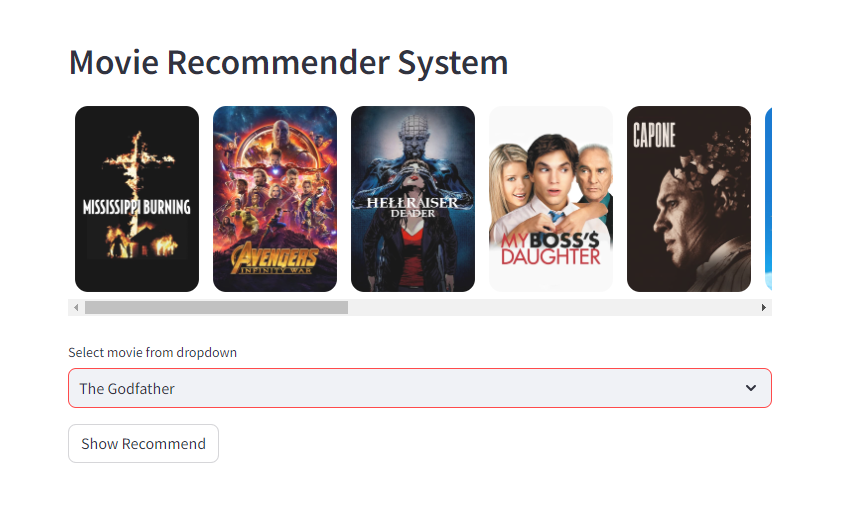 Movie Recommender System
MISSISSIPPI BURNING
AVENGERS
INFINITY WAR
HELLRAISER
DEADER
MY BOSS'$
DAUGHTER
CAPONE
Select movie from dropdown
The Godfather
Show Recommend